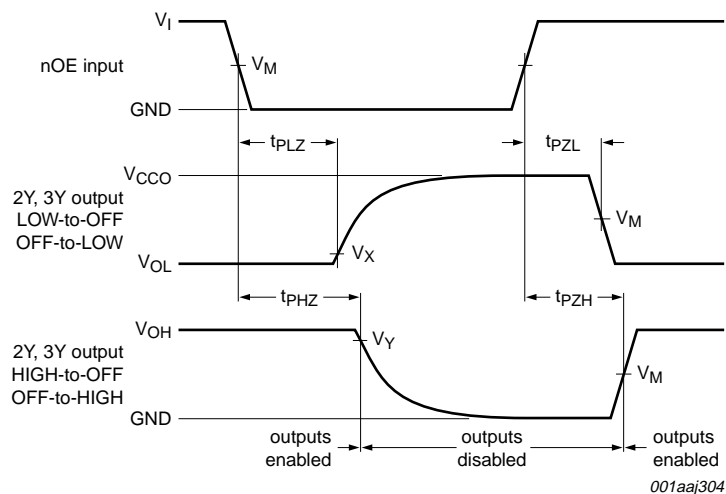 VI
nOE input
VM
GND
tPLZ
tPZL
VCCO
2Y, 3Y output
LOW-to-OFF
OFF-to-LOW
VM
VX
VOL
tPHZ
tPZH
VOH
2Y, 3Y output
HIGH-to-OFF
OFF-to-HIGH
VY
VM
GND
outputs
enabled
outputs
disabled
outputs
enabled
001aaj304